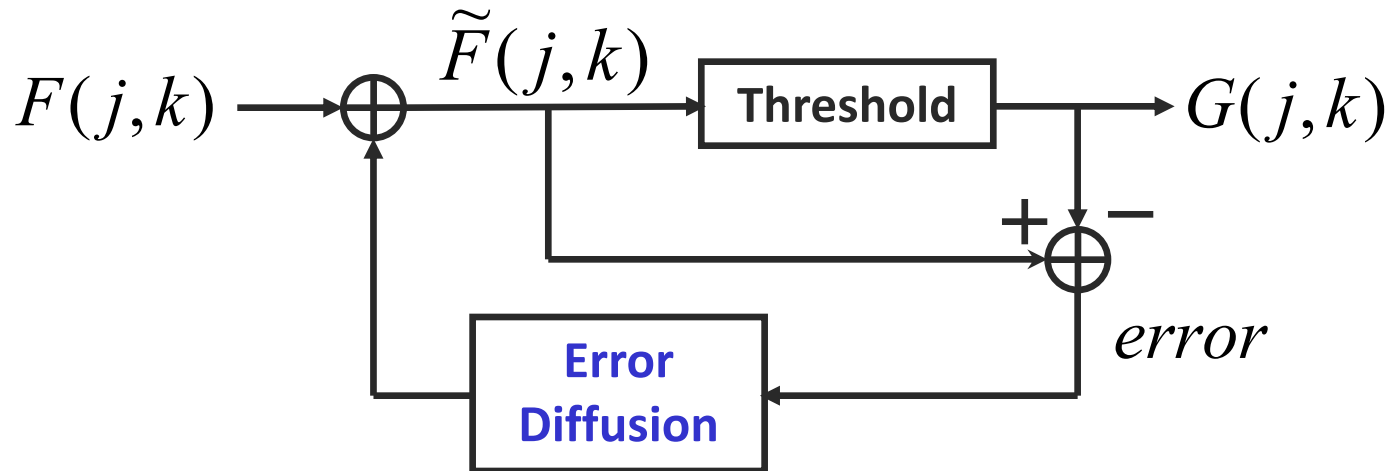 F̃(j,k)
F(j,k)
Threshold
G(j,k)
+ −
error
Error
Diffusion